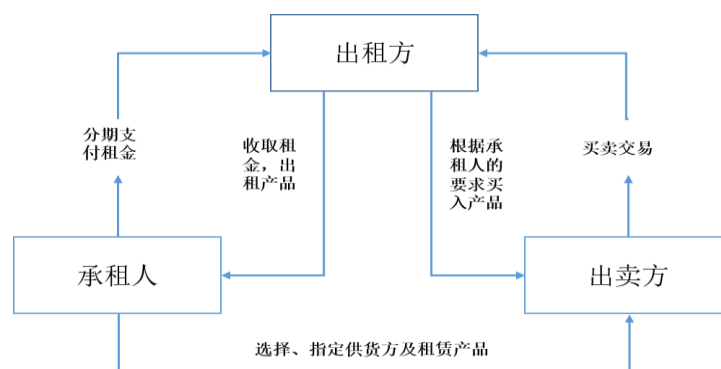 出租方
分期支
付租金
收取租
金，出
租产品
根据承
租人的
要求买
入产品
买卖交易
承租人
出卖方
选择、指定供货方及租赁产品